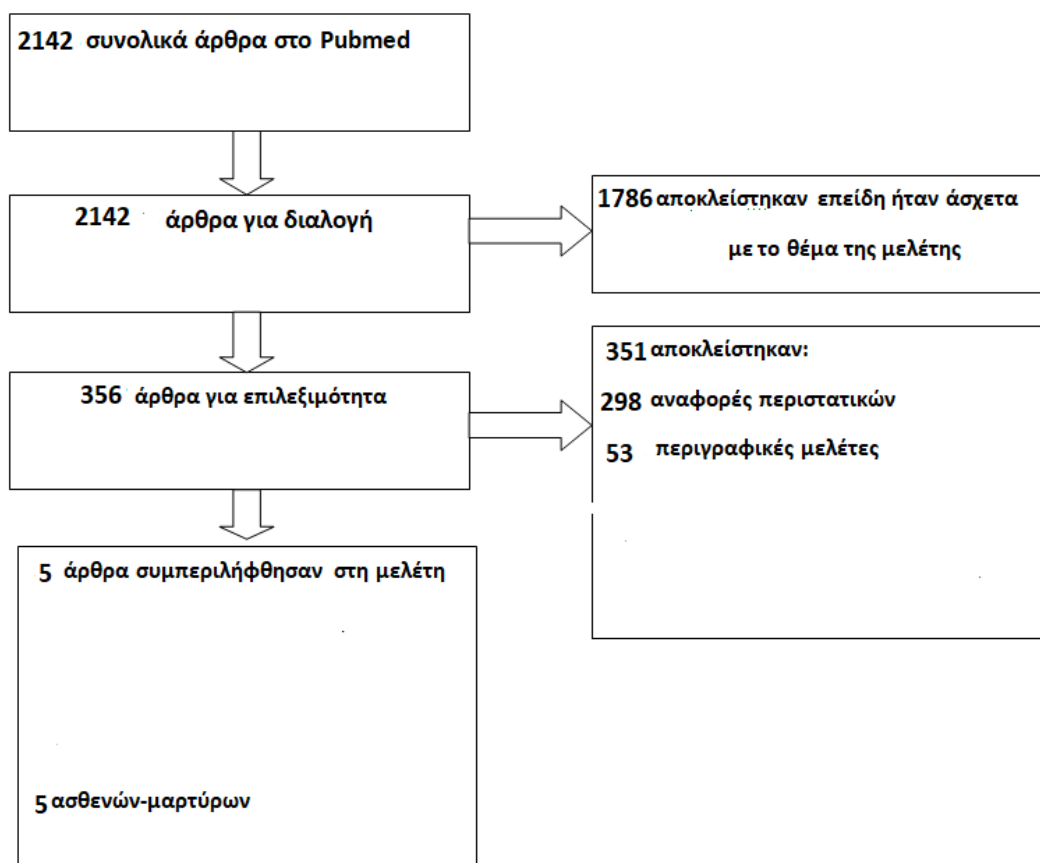 2142 συνολικά άρθρα στο Pubmed
2142 άρθρα για διαλογή
1786 αποκλείστηκαν επείδη ήταν άσχετα
με το θέμα της μελέτης
356 άρθρα για επιλεξιμότητα
351 αποκλείστηκαν:
298 αναφορές περιστατικών
53 περιγραφικές μελέτες
5 άρθρα συμπεριλήφθησαν στη μελέτη
5 ασθενών-μαρτύρων